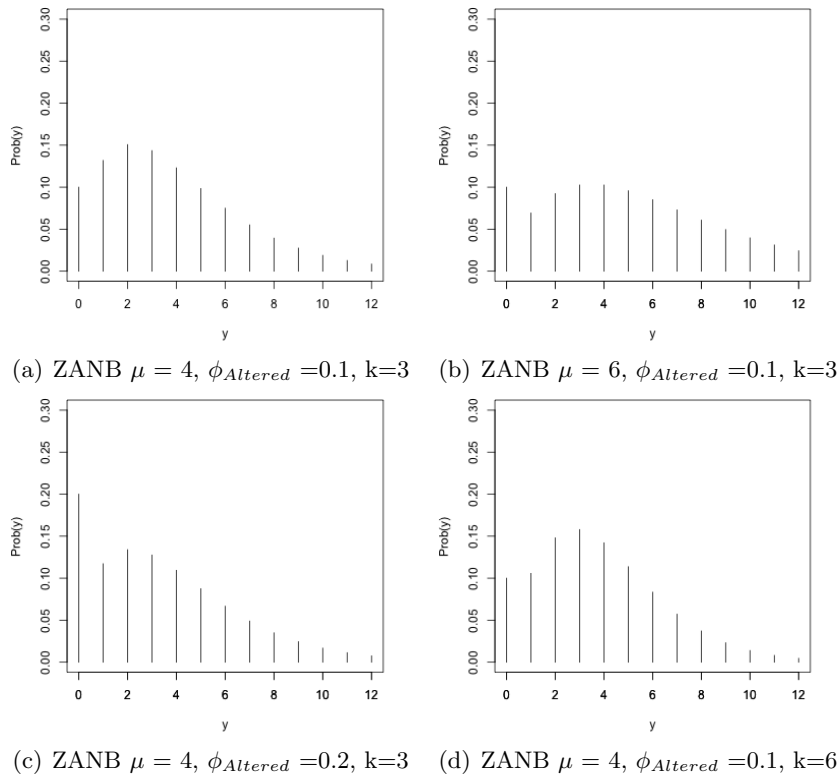 0.30
0.25
0.20
0.15
0.10
0.05
0.00
Prob(y)
0 2 4 6 8 10 12
y
(a) ZANB μ = 4, ϕ_Altered =0.1, k=3
0.30
0.25
0.20
0.15
0.10
0.05
0.00
Prob(y)
0 2 4 6 8 10 12
y
(b) ZANB μ = 6, ϕ_Altered =0.1, k=3
0.30
0.25
0.20
0.15
0.10
0.05
0.00
Prob(y)
0 2 4 6 8 10 12
y
(c) ZANB μ = 4, ϕ_Altered =0.2, k=3
0.30
0.25
0.20
0.15
0.10
0.05
0.00
Prob(y)
0 2 4 6 8 10 12
y
(d) ZANB μ = 4, ϕ_Altered =0.1, k=6